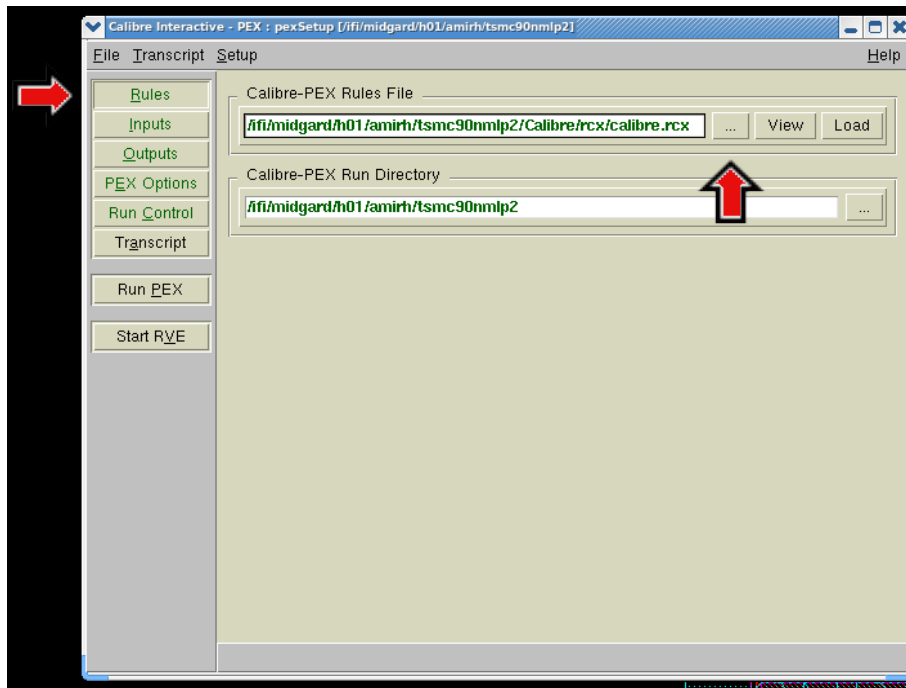 Calibre Interactive - PEX : pexSetup [/ifi/midgard/h01/amirh/tsmc90nmlp2]
File Transcript Setup Help
Rules
Inputs
Outputs
PEX Options
Run Control
Transcript
Run PEX
Start RVE
Calibre-PEX Rules File
/ifi/midgard/h01/amirh/tsmc90nmlp2/Calibre/rcx/calibre.rcx ... View Load
Calibre-PEX Run Directory
/ifi/midgard/h01/amirh/tsmc90nmlp2 ...